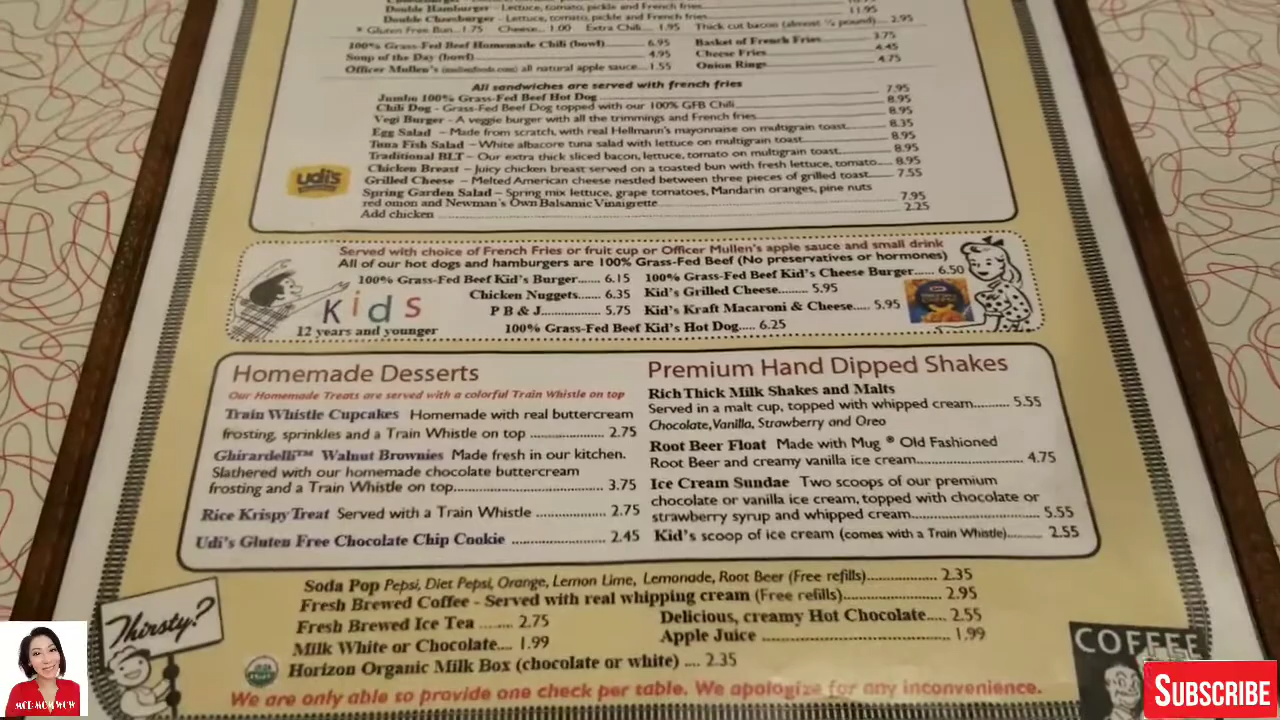 Double Hamburger - Lettuce, tomato, pickle and French fries
Double Cheeseburger - Lettuce, tomato, pickle and French fries 11.95
* Gluten Free Bun...1.75 Cheese...1.00 Extra Chili...1.95 Thick cut bacon (almost ¼ pound)...2.95
100% Grass-Fed Beef Homemade Chili (bowl) 6.95 Basket of French Fries 3.75
Soup of the Day (bowl) 4.95 Cheese Fries 4.45
Officer Mullen's all natural apple sauce...1.55 Onion Rings 4.75
All sandwiches are served with french fries
Jumbo 100% Grass-Fed Beef Hot Dog 7.95
Chili Dog - Grass-Fed Beef Dog topped with our 100% GFB Chili 8.95
Vegi Burger - A veggie burger with all the trimmings and French fries 8.95
Egg Salad - Made from scratch, with real Hellmann's mayonnaise on multigrain toast 8.35
Tuna Fish Salad - White albacore tuna salad with lettuce on multigrain toast 8.95
Traditional BLT - Our extra thick sliced bacon, lettuce, tomato on multigrain toast 8.95
Chicken Breast - Juicy chicken breast served on a toasted bun with fresh lettuce, tomato 8.95
udi's
Grilled Cheese - Melted American cheese nestled between three pieces of grilled toast 7.55
Spring Garden Salad - Spring mix lettuce, grape tomatoes, Mandarin oranges, pine nuts
red onion and Newman's Own Balsamic Vinaigrette 7.95
Add chicken 2.25
Served with choice of French Fries or fruit cup or Officer Mullen's apple sauce and small drink
All of our hot dogs and hamburgers are 100% Grass-Fed Beef (No preservatives or hormones)
Kids
12 years and younger
100% Grass-Fed Beef Kid's Burger....... 6.15 100% Grass-Fed Beef Kid's Cheese Burger...... 6.50
Chicken Nuggets....... 6.35 Kid's Grilled Cheese......... 5.95
P B & J............... 5.75 Kid's Kraft Macaroni & Cheese..... 5.95
100% Grass-Fed Beef Kid's Hot Dog..... 6.25
Homemade Desserts
Our Homemade Treats are served with a colorful Train Whistle on top
Train Whistle Cupcakes Homemade with real buttercream
frosting, sprinkles and a Train Whistle on top .................. 2.75
Ghirardelli™ Walnut Brownies Made fresh in our kitchen.
Slathered with our homemade chocolate buttercream
frosting and a Train Whistle on top...................................... 3.75
Rice Krispy Treat Served with a Train Whistle ................. 2.75
Udi's Gluten Free Chocolate Chip Cookie ....................... 2.45
Premium Hand Dipped Shakes
Rich Thick Milk Shakes and Malts
Served in a malt cup, topped with whipped cream.......... 5.55
Chocolate, Vanilla, Strawberry and Oreo
Root Beer Float Made with Mug ® Old Fashioned
Root Beer and creamy vanilla ice cream........................... 4.75
Ice Cream Sundae Two scoops of our premium
chocolate or vanilla ice cream, topped with chocolate or
strawberry syrup and whipped cream................................ 5.55
Kid's scoop of ice cream (comes with a Train Whistle).......... 2.55
Thirsty?
Soda Pop Pepsi, Diet Pepsi, Orange, Lemon Lime, Lemonade, Root Beer (Free refills).................. 2.35
Fresh Brewed Coffee - Served with real whipping cream (Free refills)......................... 2.95
Fresh Brewed Ice Tea ........ 2.75 Delicious, creamy Hot Chocolate..... 2.55
Milk White or Chocolate.... 1.99 Apple Juice ....................................... 1.99
Horizon Organic Milk Box (chocolate or white) .... 2.35
We are only able to provide one check per table. We apologize for any inconvenience.
COFFEE
SUBSCRIBE